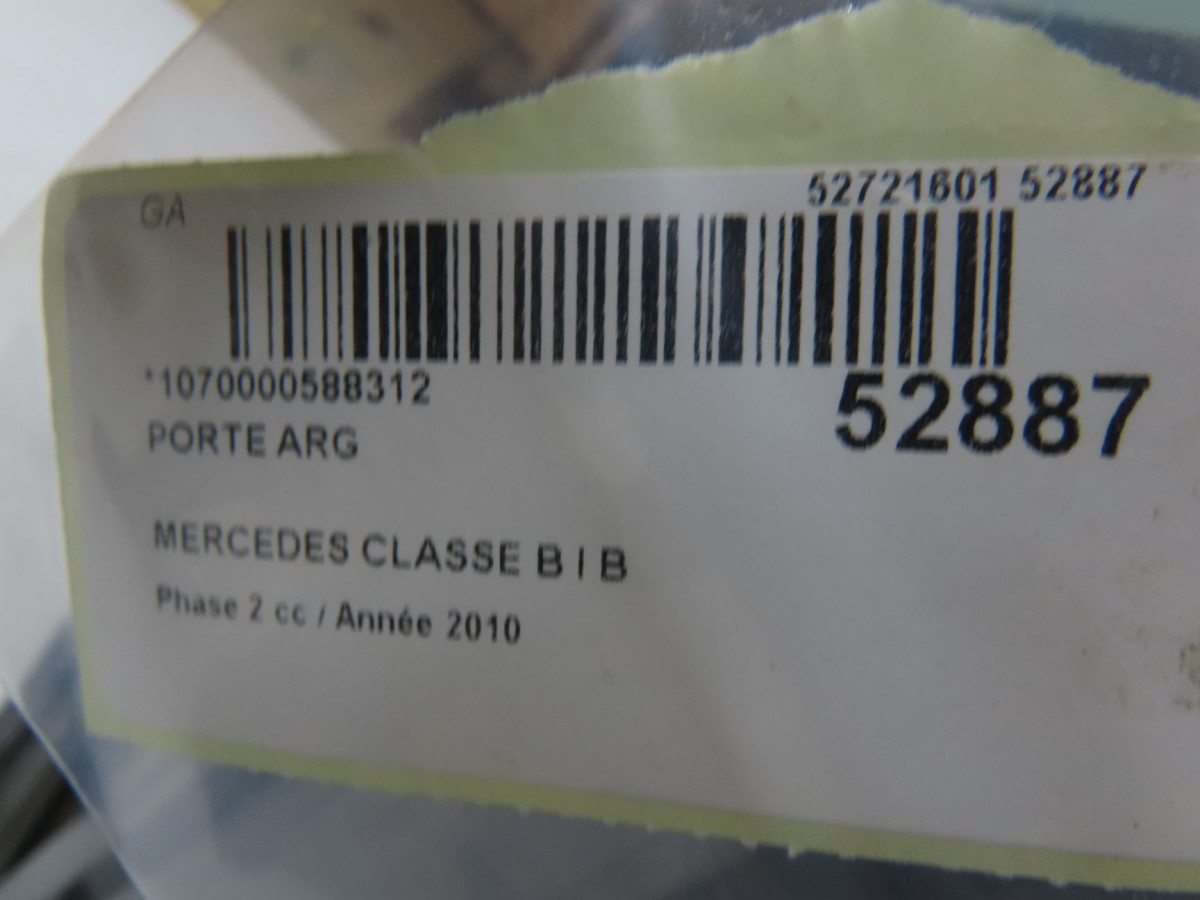 GA
52721601 52887
*1070000588312
52887
PORTE ARG
MERCEDES CLASSE B I B
Phase 2 cc / Année 2010